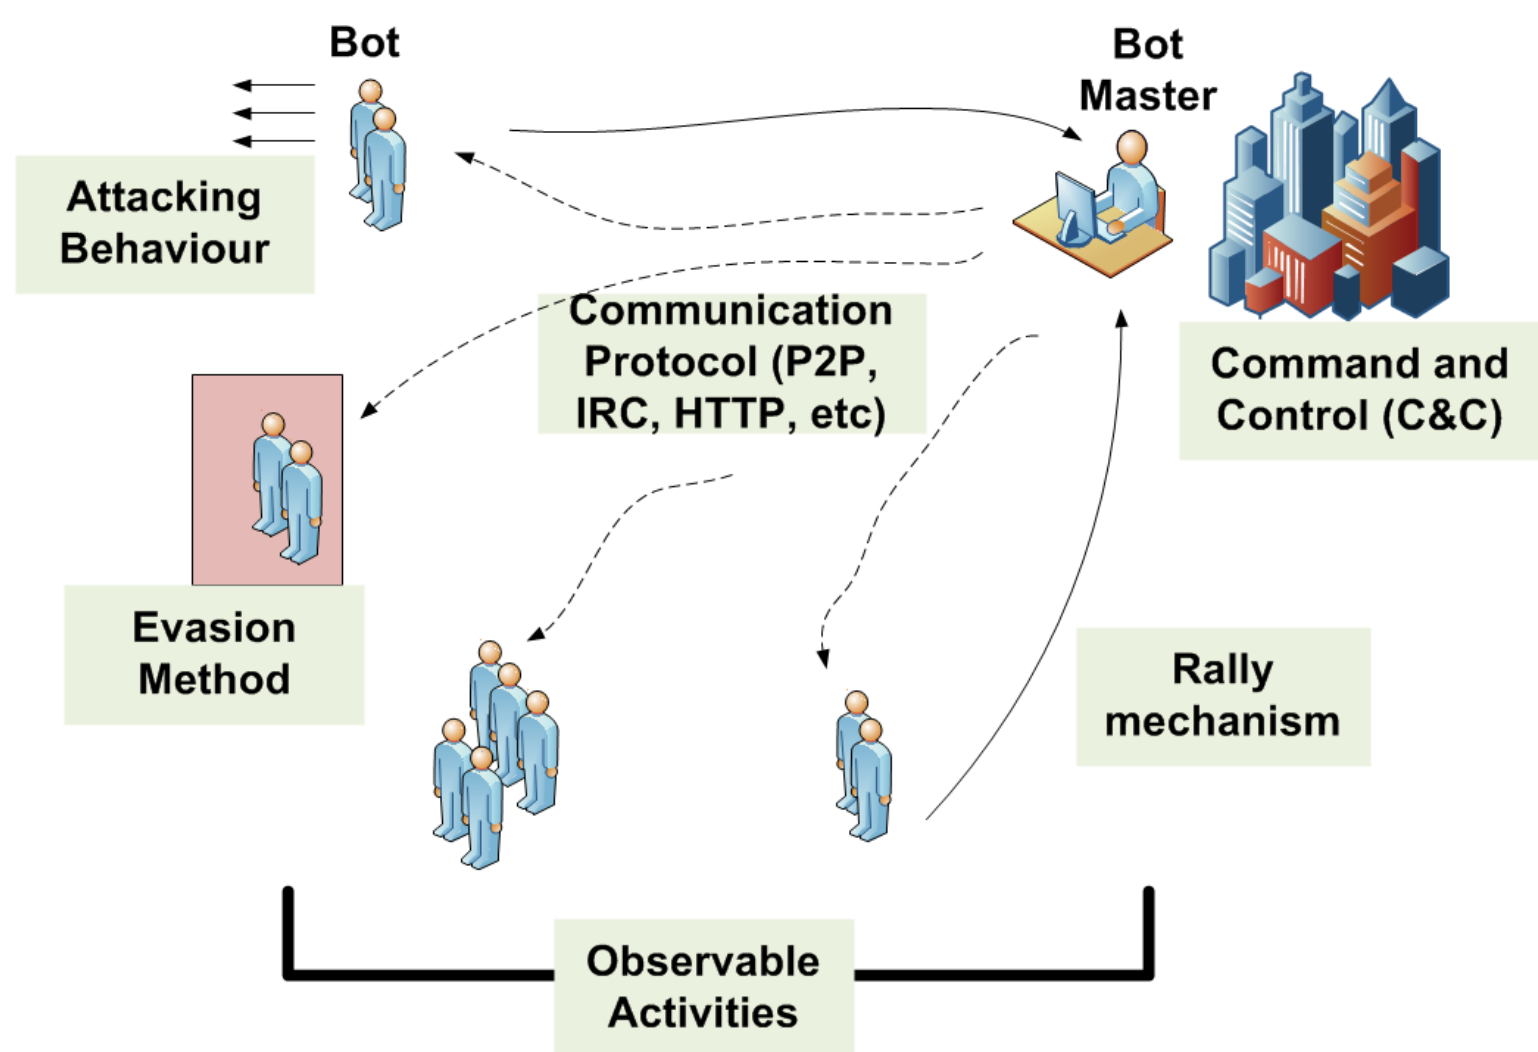 Bot
Bot
Master
Attacking
Behaviour
Communication
Protocol (P2P,
IRC, HTTP, etc)
Command and
Control (C&C)
Evasion
Method
Rally
mechanism
Observable
Activities